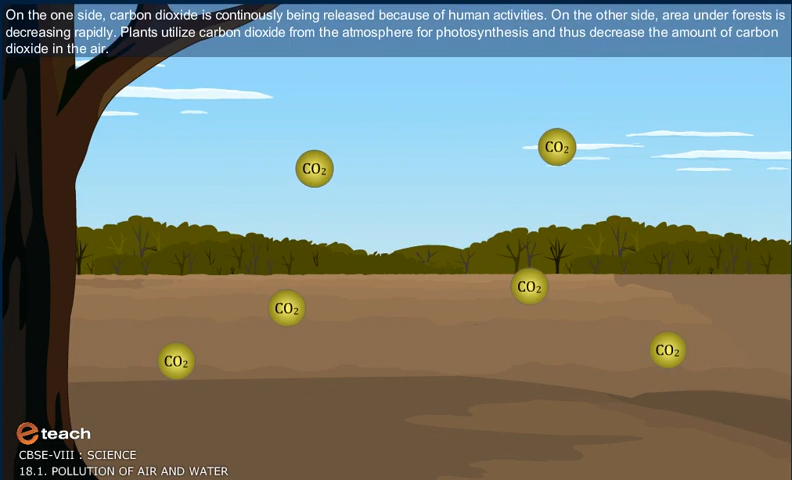 On the one side, carbon dioxide is continously being released because of human activities. On the other side, area under forests is
decreasing rapidly. Plants utilize carbon dioxide from the atmosphere for photosynthesis and thus decrease the amount of carbon
dioxide in the air.
CO₂
CO₂
CO₂
CO₂
CO₂
CO₂
eteach
CBSE-VIII : SCIENCE
18.1. POLLUTION OF AIR AND WATER